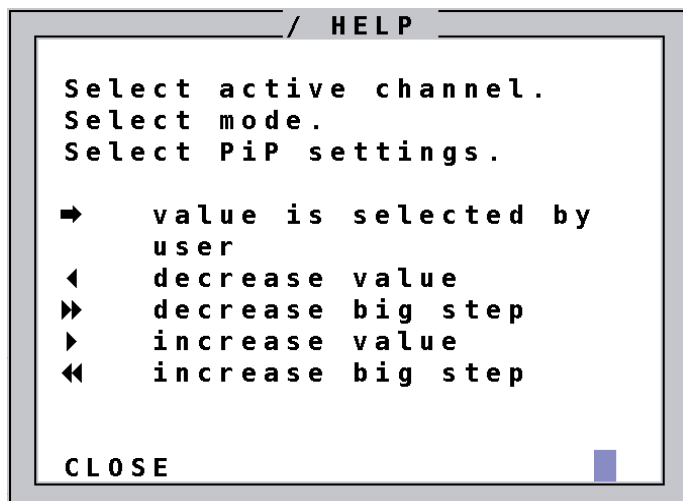 / HELP
Select active channel.
Select mode.
Select PiP settings.
➡ value is selected by
user
◀ decrease value
▶▶ decrease big step
▶ increase value
◀◀ increase big step
CLOSE